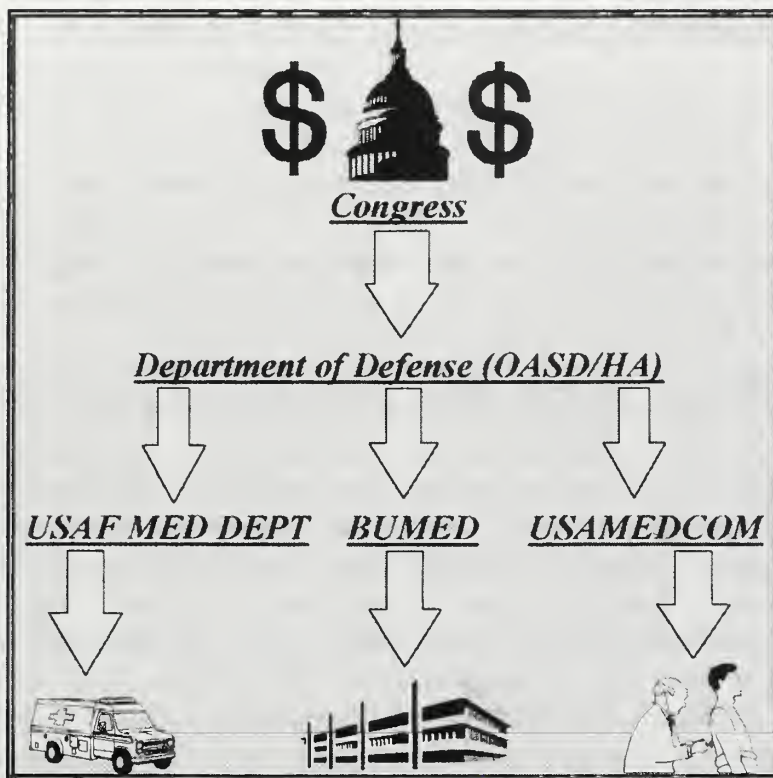 $ $
Congress
Department of Defense (OASD/HA)
USAF MED DEPT BUMED USAMEDCOM